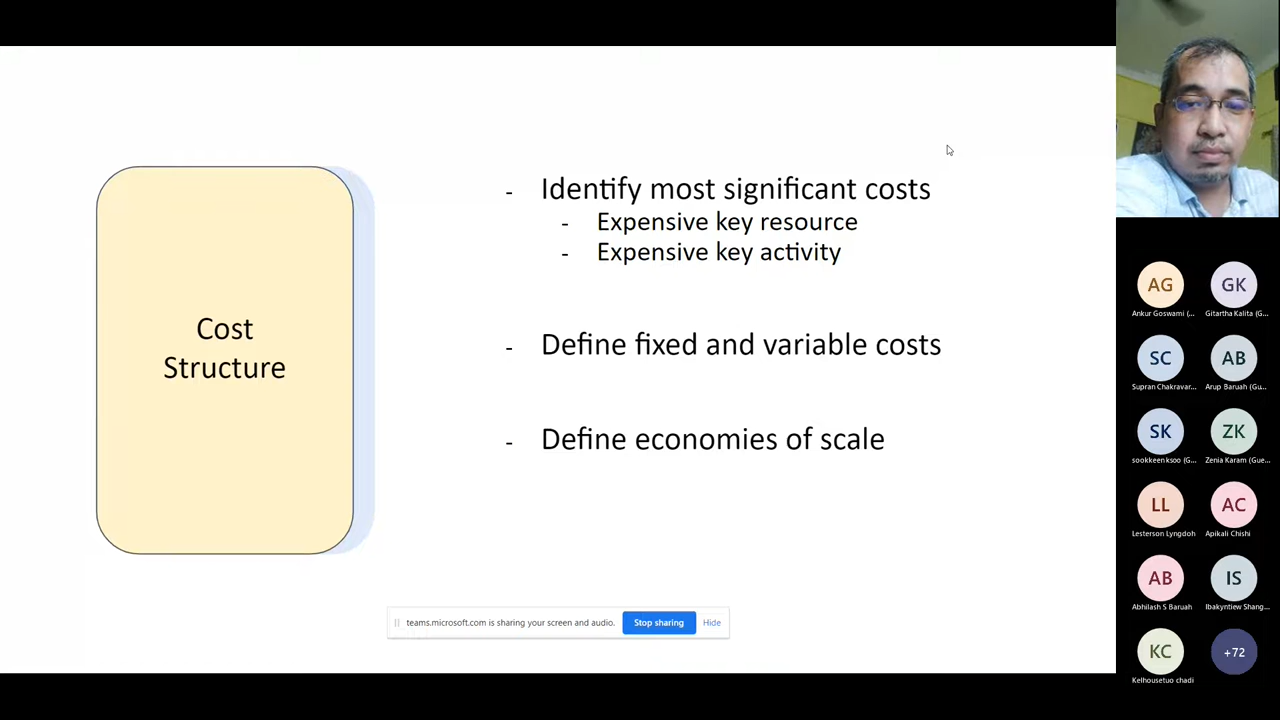 Cost
Structure
- Identify most significant costs
- Expensive key resource
- Expensive key activity
- Define fixed and variable costs
- Define economies of scale
teams.microsoft.com is sharing your screen and audio.
Stop sharing
Hide
AG
GK
Ankur Goswami (...
Gitartha Kalita (G...
SC
AB
Supran Chakravar...
Arup Baruah (Gu...
SK
ZK
sookkeenksoo (G...
Zenia Karam (Gue...
LL
AC
Lesterson Lyngdoh
Apikali Chishi
AB
IS
Abhilash S Baruah
Ibakyntiew Shang...
KC
+72
Kelhousetuo chadi